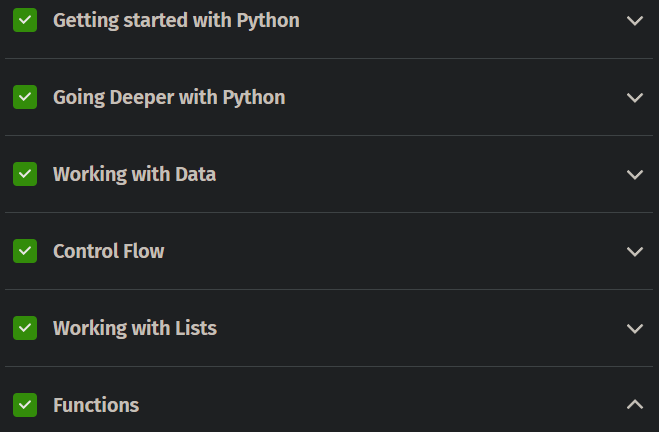 Getting started with Python
Going Deeper with Python
Working with Data
Control Flow
Working with Lists
Functions